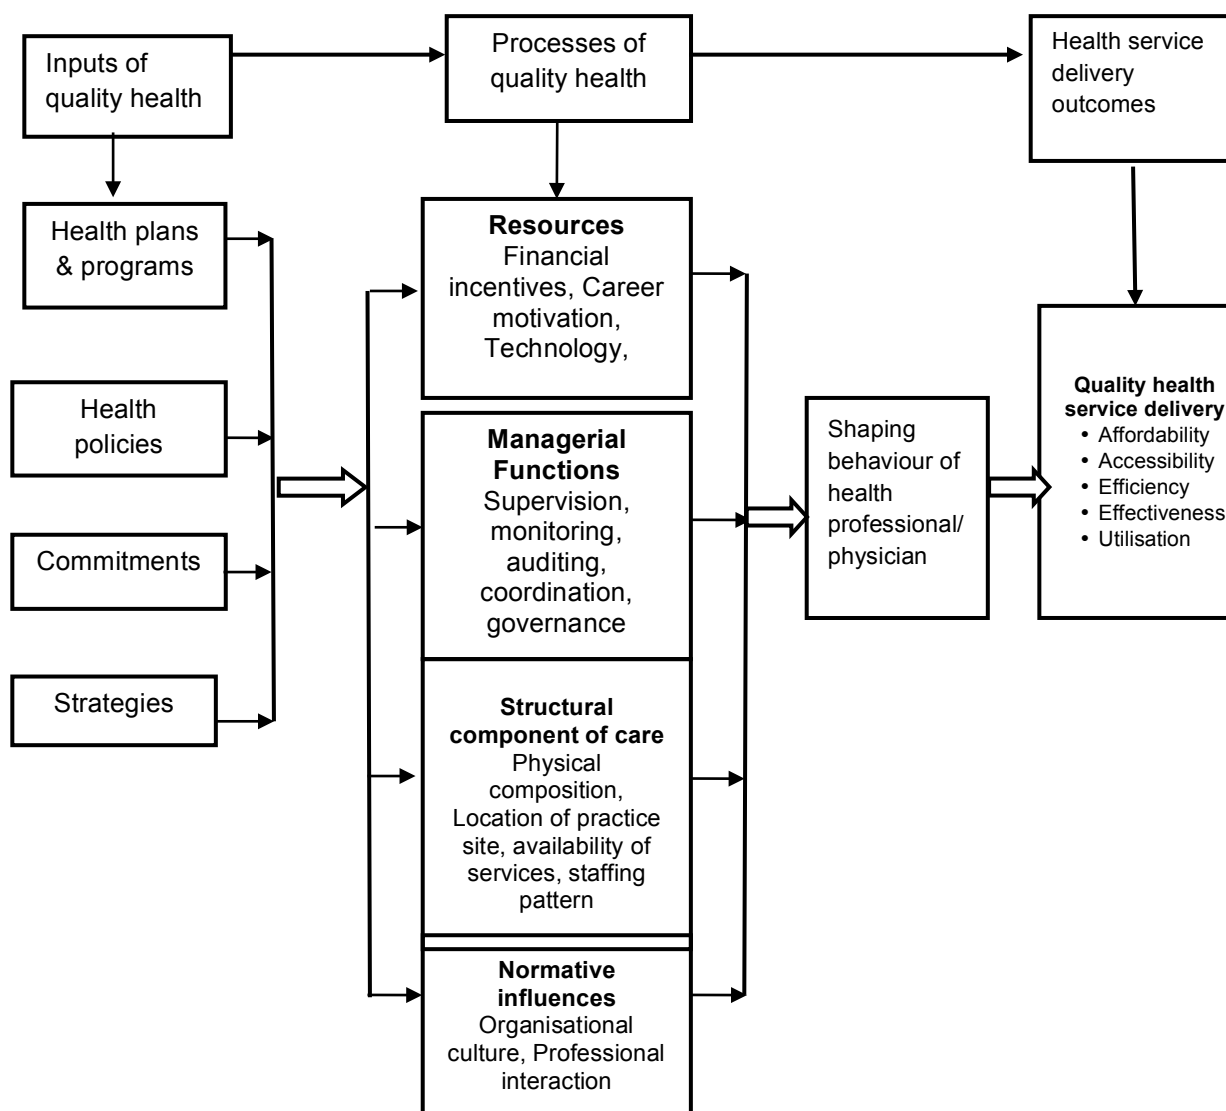 Inputs of
quality health
Processes of
quality health
Health service
delivery
outcomes
Health plans
& programs
Health
policies
Commitments
Strategies
Resources
Financial
incentives, Career
motivation,
Technology,
Managerial
Functions
Supervision,
monitoring,
auditing,
coordination,
governance
Structural
component of care
Physical
composition,
Location of practice
site, availability of
services, staffing
pattern
Normative
influences
Organisational
culture, Professional
interaction
Shaping
behaviour of
health
professional/
physician
Quality health
service delivery
• Affordability
• Accessibility
• Efficiency
• Effectiveness
• Utilisation